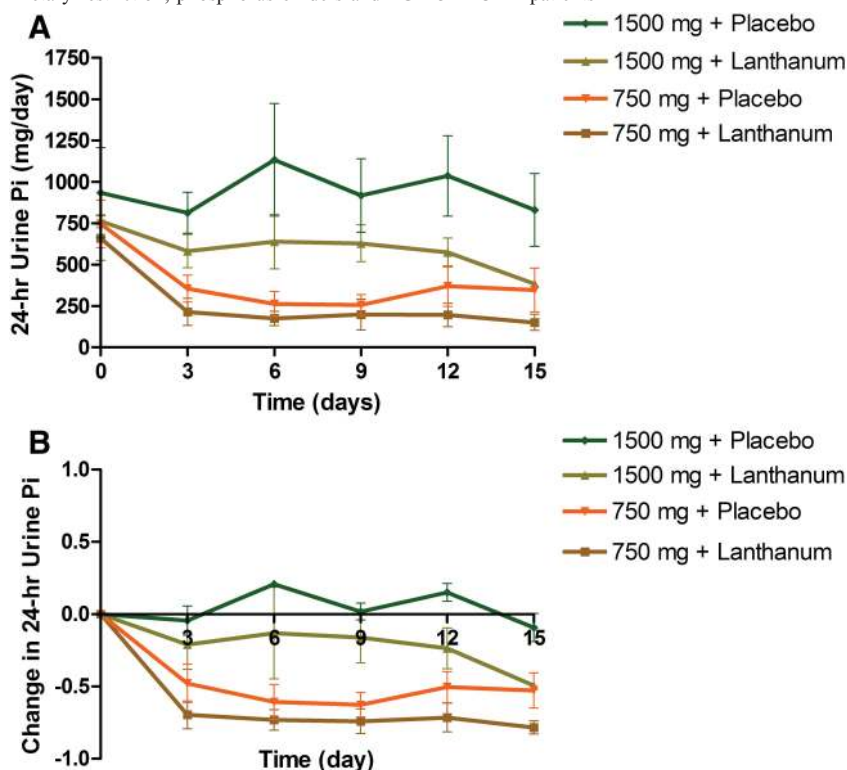 A
1500 mg + Placebo
1500 mg + Lanthanum
750 mg + Placebo
750 mg + Lanthanum
24-hr Urine Pi (mg/day)
1750
1500
1250
1000
750
500
250
0
0 3 6 9 12 15
Time (days)
B
1500 mg + Placebo
1500 mg + Lanthanum
750 mg + Placebo
750 mg + Lanthanum
Change in 24-hr Urine Pi
1.0
0.5
0.0
-0.5
-1.0
3 6 9 12 15
Time (day)